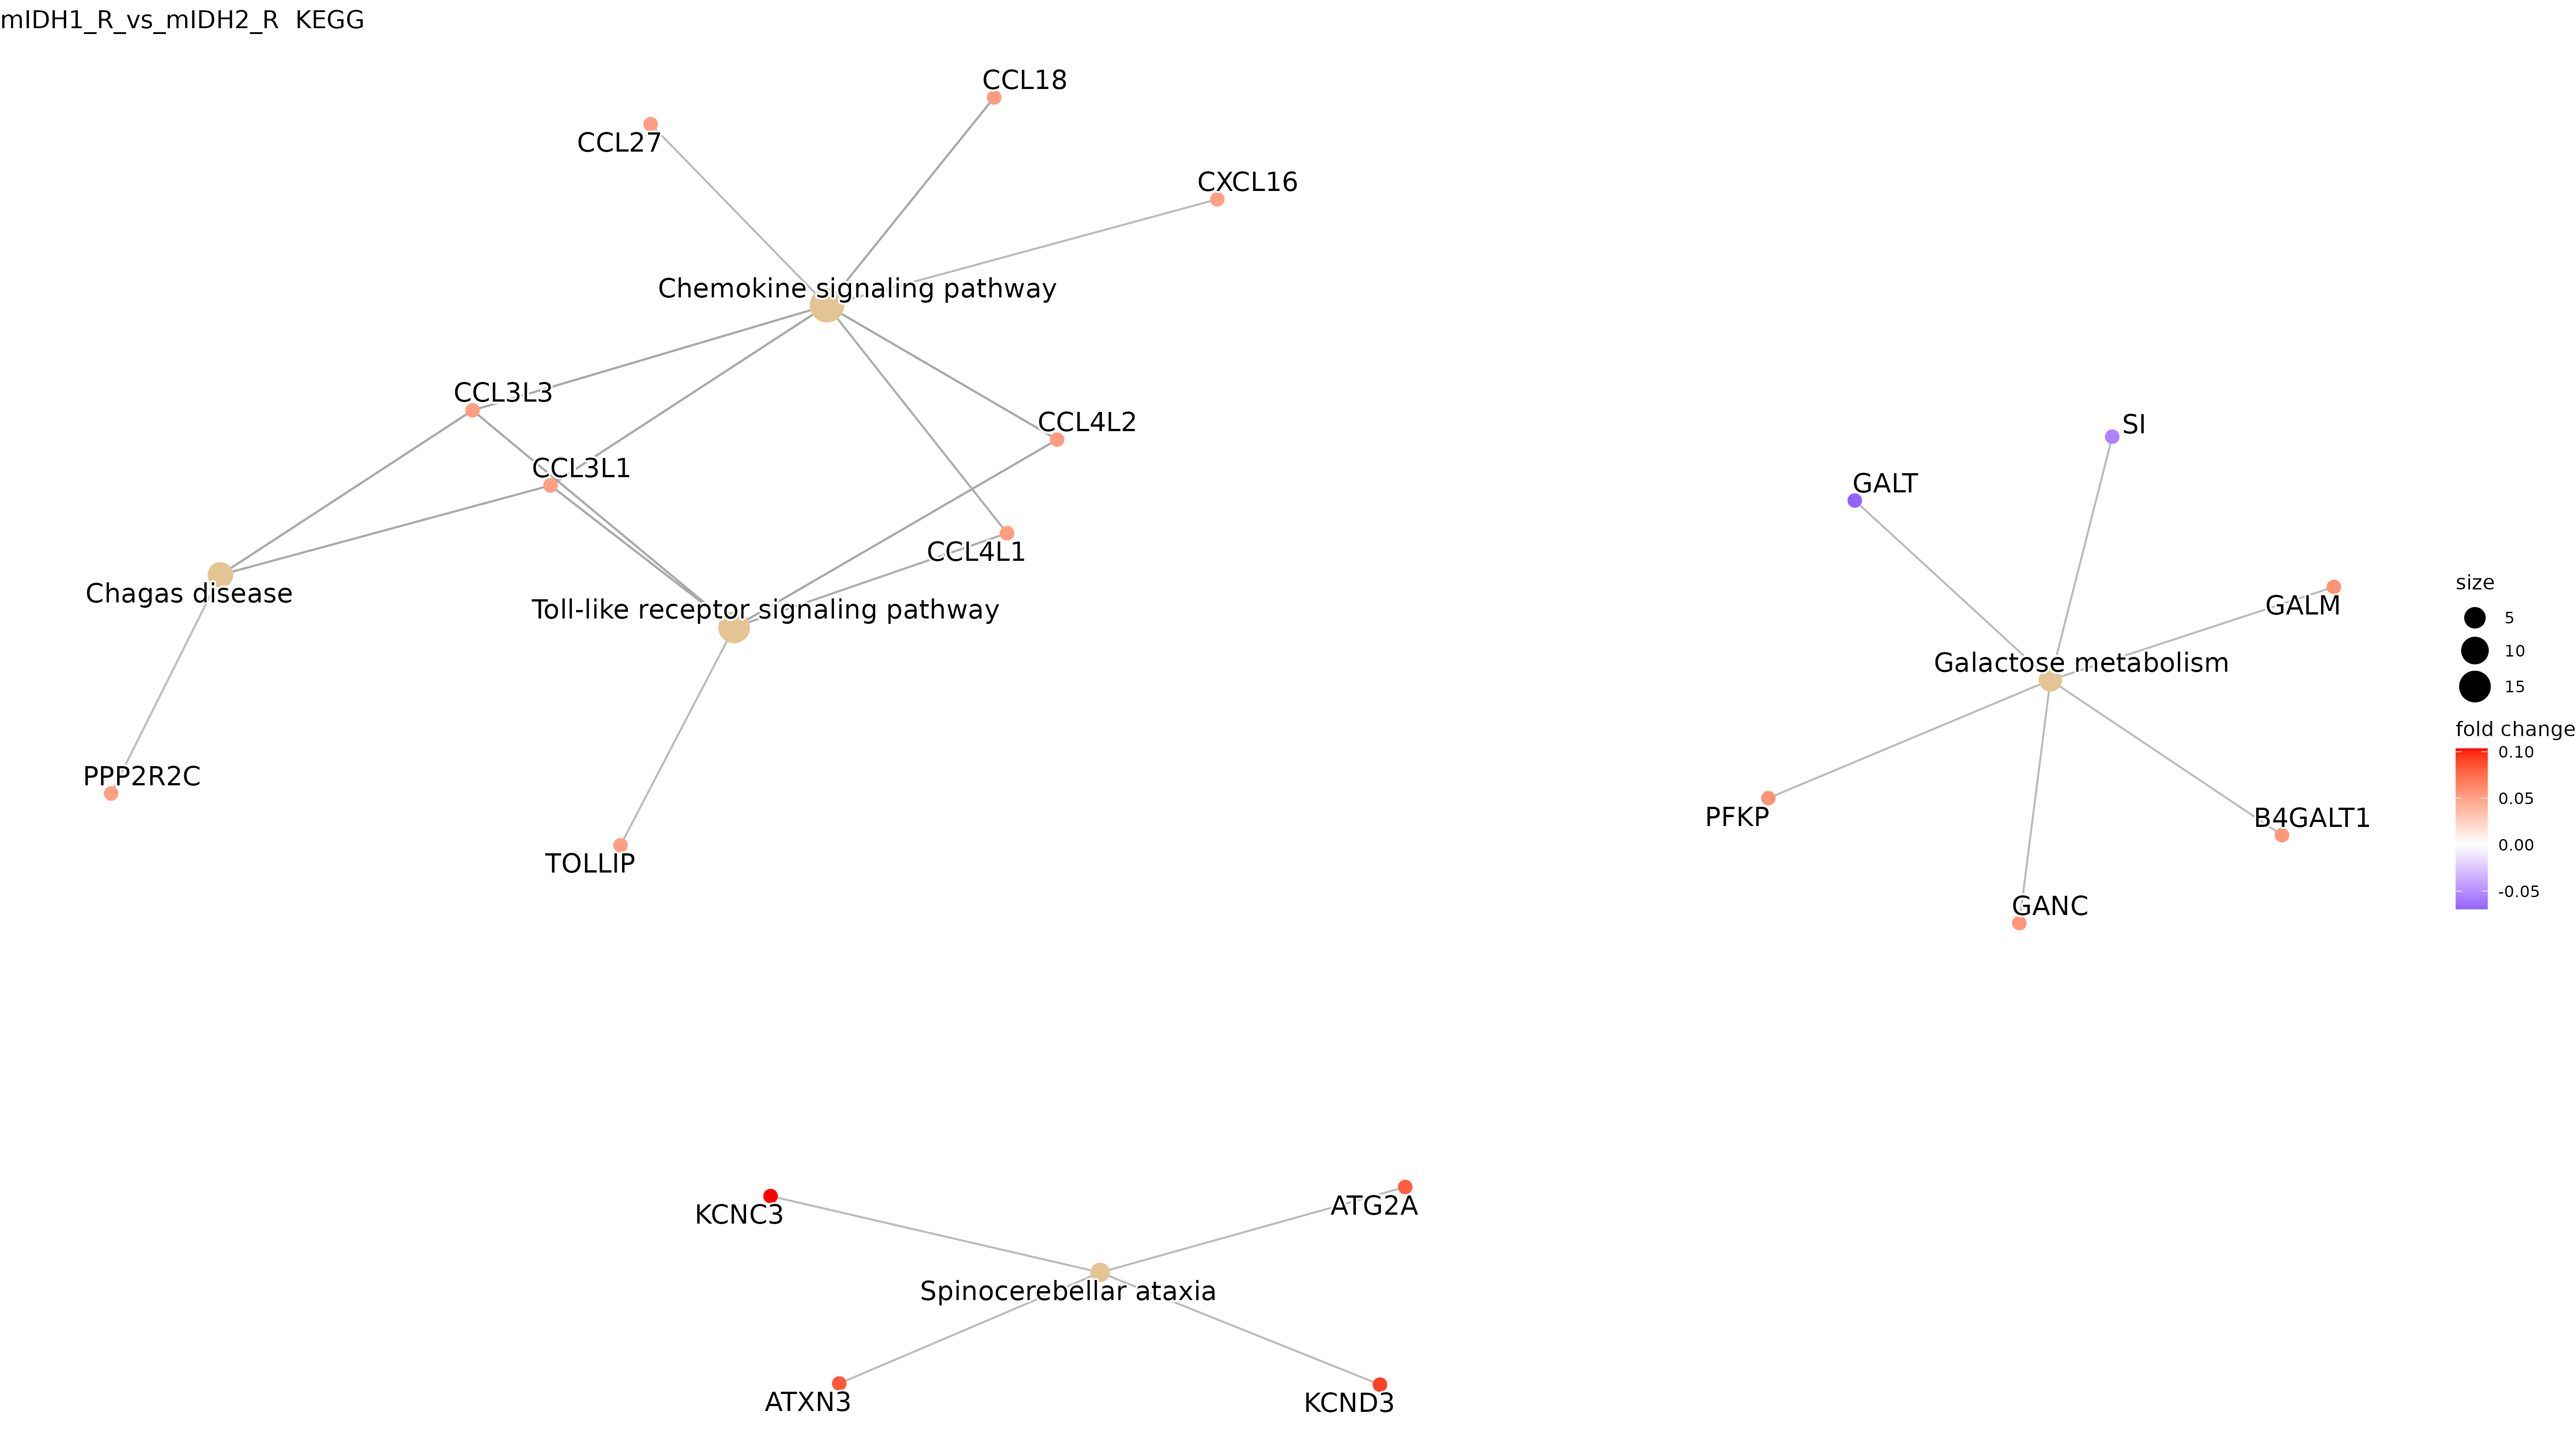 mIDH1_R_vs_mIDH2_R  KEGG
CCL18
CCL27
CXCL16
Chemokine signaling pathway
CCL3L3
CCL4L2
CCL3L1
CCL4L1
Chagas disease
Toll-like receptor signaling pathway
PPP2R2C
TOLLIP
SI
GALT
GALM
Galactose metabolism
PFKP
B4GALT1
GANC
size
5
10
15
fold change
0.10
0.05
0.00
-0.05
KCNC3
ATG2A
Spinocerebellar ataxia
ATXN3
KCND3